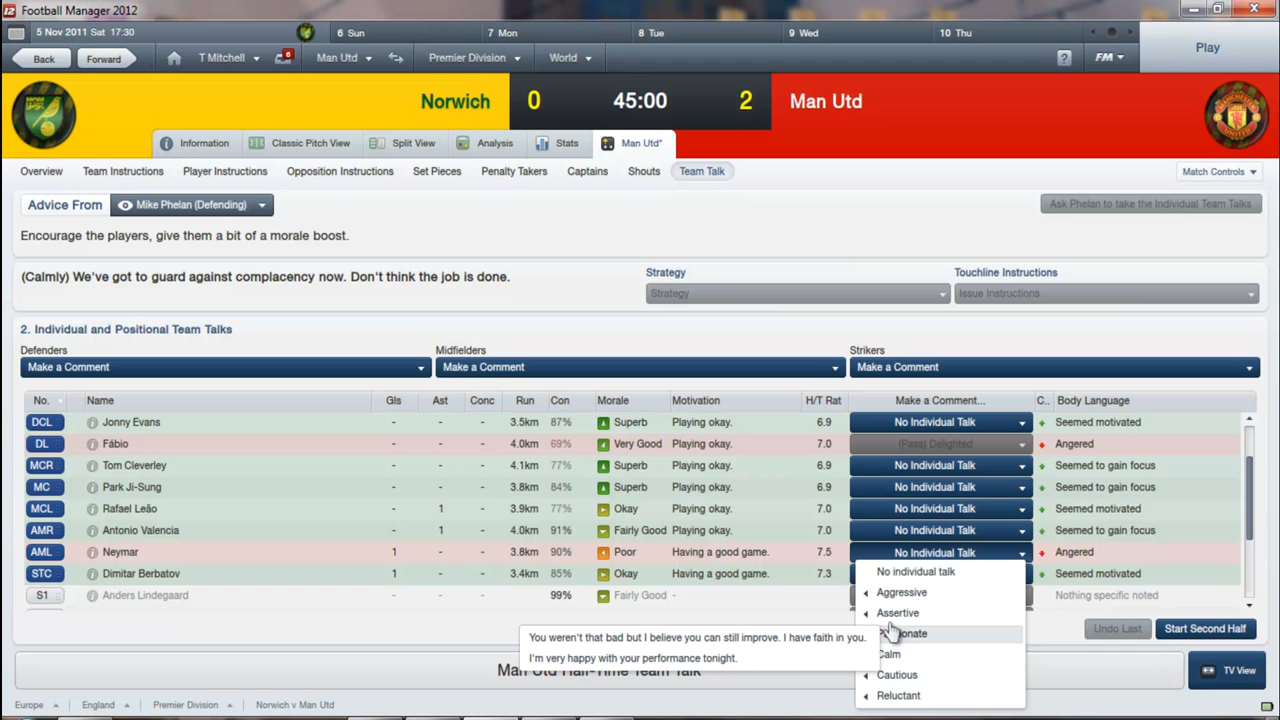 Football Manager 2012
5 Nov 2011 Sat 17:30 6 Sun 7 Mon 8 Tue 9 Wed 10 Thu
Back Forward T Mitchell 6 Man Utd Premier Division World ? FM Play
Norwich 0 45:00 2 Man Utd
Information Classic Pitch View Split View Analysis Stats Man Utd*
Overview Team Instructions Player Instructions Opposition Instructions Set Pieces Penalty Takers Captains Shouts Team Talk Match Controls
Advice From Mike Phelan (Defending) Ask Phelan to take the Individual Team Talks
Encourage the players, give them a bit of a morale boost.
(Calmly) We've got to guard against complacency now. Don't think the job is done.
Strategy Touchline Instructions
Strategy Issue Instructions
2. Individual and Positional Team Talks
Defenders Midfielders Strikers
Make a Comment Make a Comment Make a Comment
No. Name Gls Ast Conc Run Con Morale Motivation H/T Rat Make a Comment... C.. Body Language
DCL Jonny Evans - - - 3.5km 87% Superb Playing okay. 6.9 No Individual Talk Seemed motivated
DL Fábio - - - 4.0km 69% Very Good Playing okay. 7.0 (Pass) Delighted Angered
MCR Tom Cleverley - - - 4.1km 77% Superb Playing okay. 6.9 No Individual Talk Seemed to gain focus
MC Park Ji-Sung - - - 3.8km 84% Superb Playing okay. 6.9 No Individual Talk Seemed to gain focus
MCL Rafael Leão - 1 - 3.9km 77% Okay Playing okay. 7.0 No Individual Talk Seemed motivated
AMR Antonio Valencia - 1 - 4.0km 91% Fairly Good Playing okay. 7.0 No Individual Talk Seemed to gain focus
AML Neymar 1 - - 3.8km 90% Poor Having a good game. 7.5 No Individual Talk Angered
STC Dimitar Berbatov 1 - - 3.4km 85% Okay Having a good game. 7.3 Seemed motivated
S1 Anders Lindegaard 99% Fairly Good - Nothing specific noted
No individual talk
Aggressive
Assertive
Calm
Cautious
Reluctant
You weren't that bad but I believe you can still improve. I have faith in you.
I'm very happy with your performance tonight.
Undo Last Start Second Half
Man Utd Half-Time Team Talk TV View
Europe England Premier Division Norwich v Man Utd